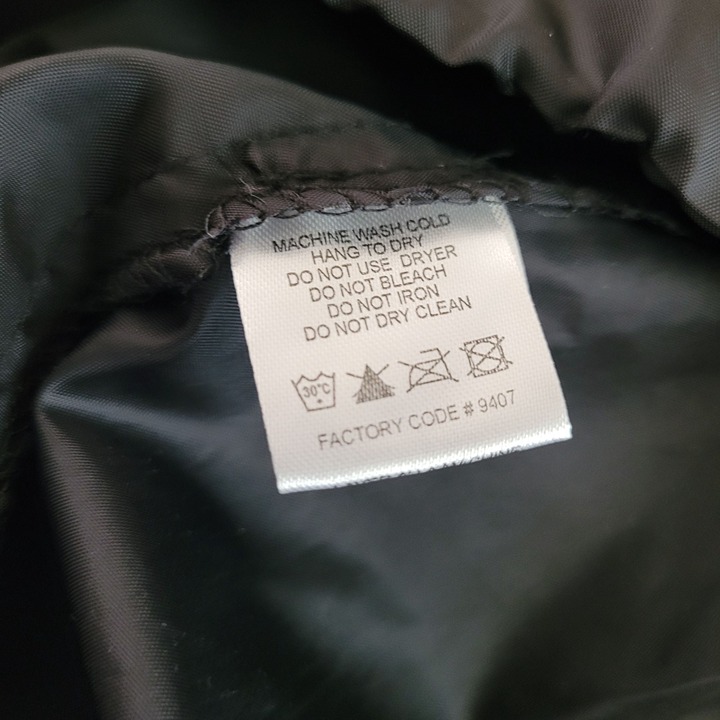 MACHINE WASH COLD
HANG TO DRY
DO NOT USE DRYER
DO NOT BLEACH
DO NOT IRON
DO NOT DRY CLEAN
30°C
FACTORY CODE # 9407